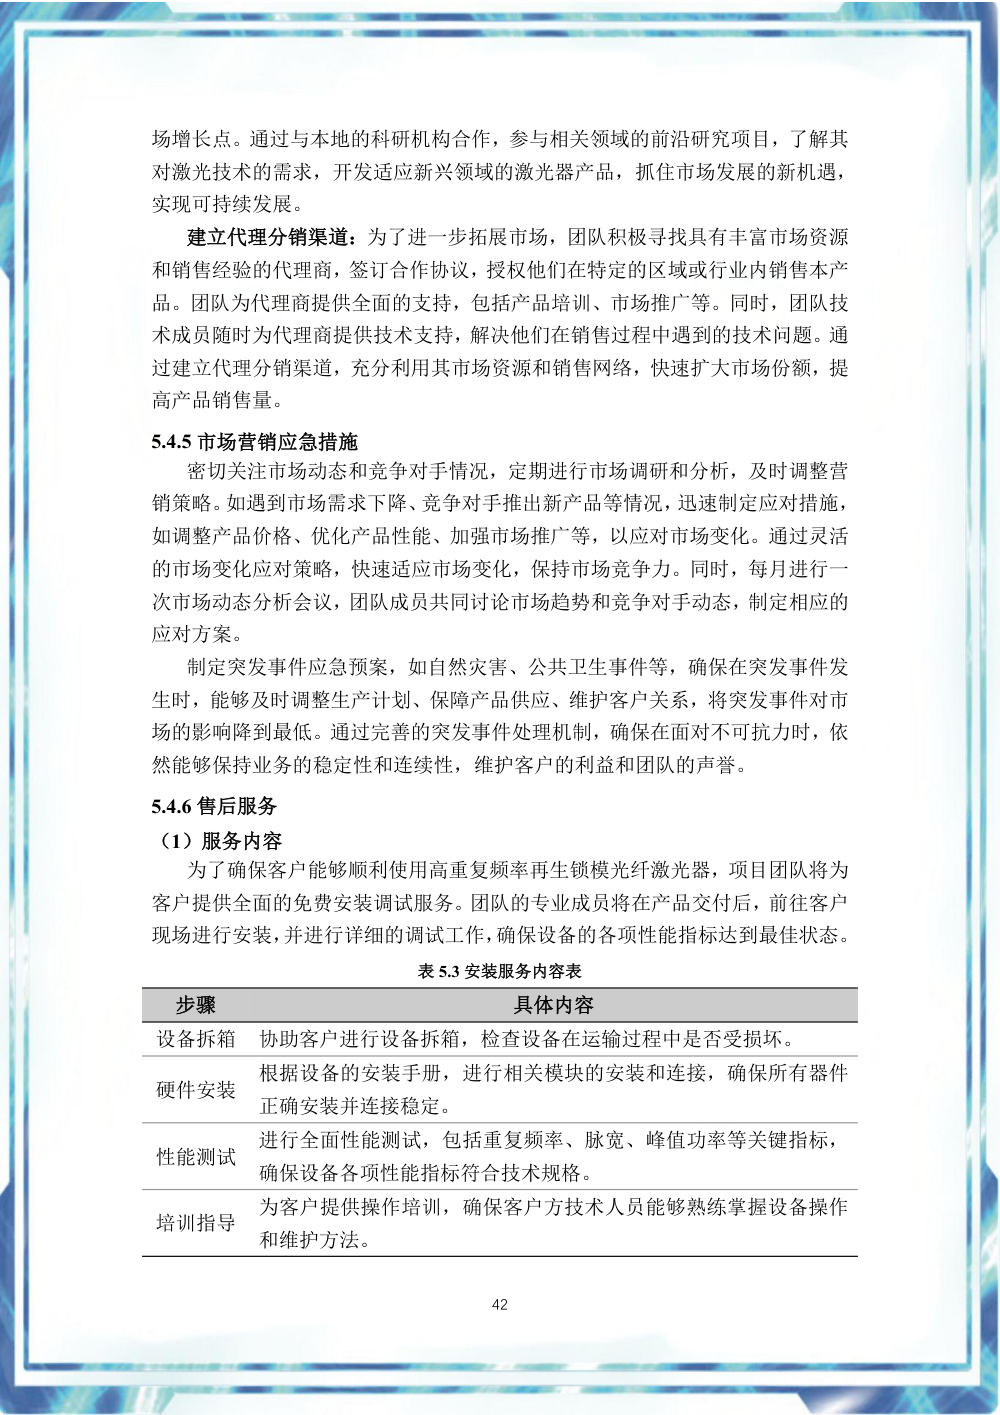 场增长点。通过与本地的科研机构合作，参与相关领域的前沿研究项目，了解其
对激光技术的需求，开发适应新兴领域的激光器产品，抓住市场发展的新机遇，
实现可持续发展。
建立代理分销渠道：为了进一步拓展市场，团队积极寻找具有丰富市场资源
和销售经验的代理商，签订合作协议，授权他们在特定的区域或行业内销售本产
品。团队为代理商提供全面的支持，包括产品培训、市场推广等。同时，团队技
术成员随时为代理商提供技术支持，解决他们在销售过程中遇到的技术问题。通
过建立代理分销渠道，充分利用其市场资源和销售网络，快速扩大市场份额，提
高产品销售量。
5.4.5 市场营销应急措施
密切关注市场动态和竞争对手情况，定期进行市场调研和分析，及时调整营
销策略。如遇到市场需求下降、竞争对手推出新产品等情况，迅速制定应对措施，
如调整产品价格、优化产品性能、加强市场推广等，以应对市场变化。通过灵活
的市场变化应对策略，快速适应市场变化，保持市场竞争力。同时，每月进行一
次市场动态分析会议，团队成员共同讨论市场趋势和竞争对手动态，制定相应的
应对方案。
制定突发事件应急预案，如自然灾害、公共卫生事件等，确保在突发事件发
生时，能够及时调整生产计划、保障产品供应、维护客户关系，将突发事件对市
场的影响降到最低。通过完善的突发事件处理机制，确保在面对不可抗力时，依
然能够保持业务的稳定性和连续性，维护客户的利益和团队的声誉。
5.4.6 售后服务
（1）服务内容
为了确保客户能够顺利使用高重复频率再生锁模光纤激光器，项目团队将为
客户提供全面的免费安装调试服务。团队的专业成员将在产品交付后，前往客户
现场进行安装，并进行详细的调试工作，确保设备的各项性能指标达到最佳状态。
表 5.3 安装服务内容表
步骤 具体内容
设备拆箱 协助客户进行设备拆箱，检查设备在运输过程中是否受损坏。
硬件安装 根据设备的安装手册，进行相关模块的安装和连接，确保所有器件
正确安装并连接稳定。
性能测试 进行全面性能测试，包括重复频率、脉宽、峰值功率等关键指标，
确保设备各项性能指标符合技术规格。
培训指导 为客户提供操作培训，确保客户方技术人员能够熟练掌握设备操作
和维护方法。
42